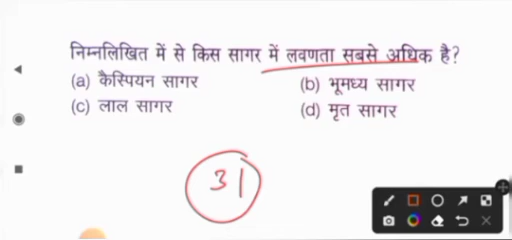 निम्नलिखित में से किस सागर में लवणता सबसे अधिक है?
(a) कैस्पियन सागर (b) भूमध्य सागर
(c) लाल सागर (d) मृत सागर
31